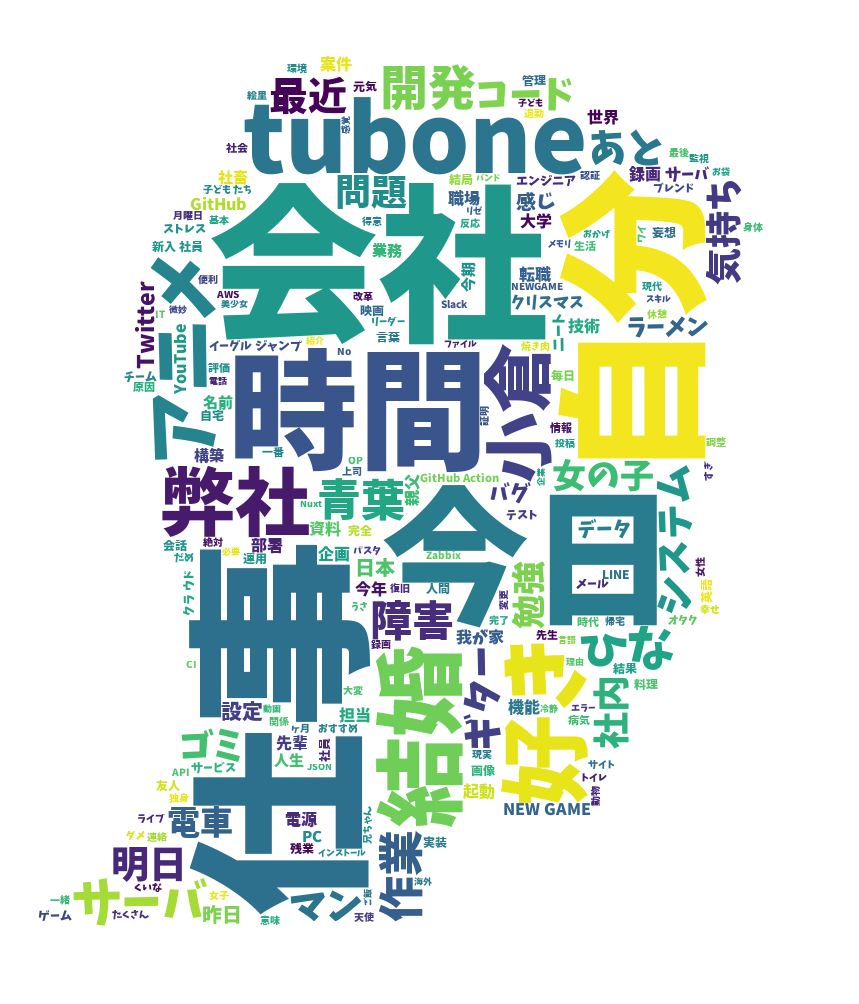 案件
環境
開発
コード
最近
元気
管理
絵里
子ども
退勤
世界
tubone
感覚
あと
社会
最後
監視
社畜
問題
結局
バンド
エンジニア
認証
録画 サーバ
お袋
ブレンド
子どもたち
GitHub
職場
感じ
気持ち
月曜日
基本
リゼ
大学
ストレス
得意
反応
おかげ
ワイ
妄想
身体
新入 社員
業務
メモリ
生活
会社
自分
アニメ
便利
今期
転職
現代
AWS
改革
NEWGAME
スキル
美少女
映画
Slack
クリスマス
休憩
IT
微妙
リーダー
Twitter
YouTube
言葉
技術
ラーメン
イーグル ジャンプ
紹介
No
ファイル
焼き肉
チーム
評価
時間
小倉
原因
電話
毎日
名前
自宅
証明
情報
投稿
調整
構築
一番
OP
上司
すぎ
弊社
青葉
親父
GitHub Action
企業
女の子
システム
Nuxt
バグ
資料
完全
テスト
今
日
データ
会話
絶対
部署
必要
企画
パスタ
だめ
運用
Zabbix
メール
LINE
女性
日本
クラウド
今年
復旧
人間
勉強
英語
仕事
うさ
変更
幸せ
障害
完了
時代
帰宅
オタク
録画
我が家
先生
言語
ひな
CI
結婚
ギター
好き
理由
結果
大変
社内
料理
設定
動画
関係
担当
機能
冷静
エラー
病気
ケ月
おすすめ
ゴミ
先輩
社員
現実
サイト
サービス
人生
API
JSON
画像
トイレ
友人
起動
動物
独身
ライブ
電車
電源
兄ちゃん
NEW GAME
ダメ
連絡
PC
残業
インストール
作業
実装
明日
サーバ
くいな
女子
マン
ご飯
海外
一緒
ゲーム
たくさん
昨日
意味
天使